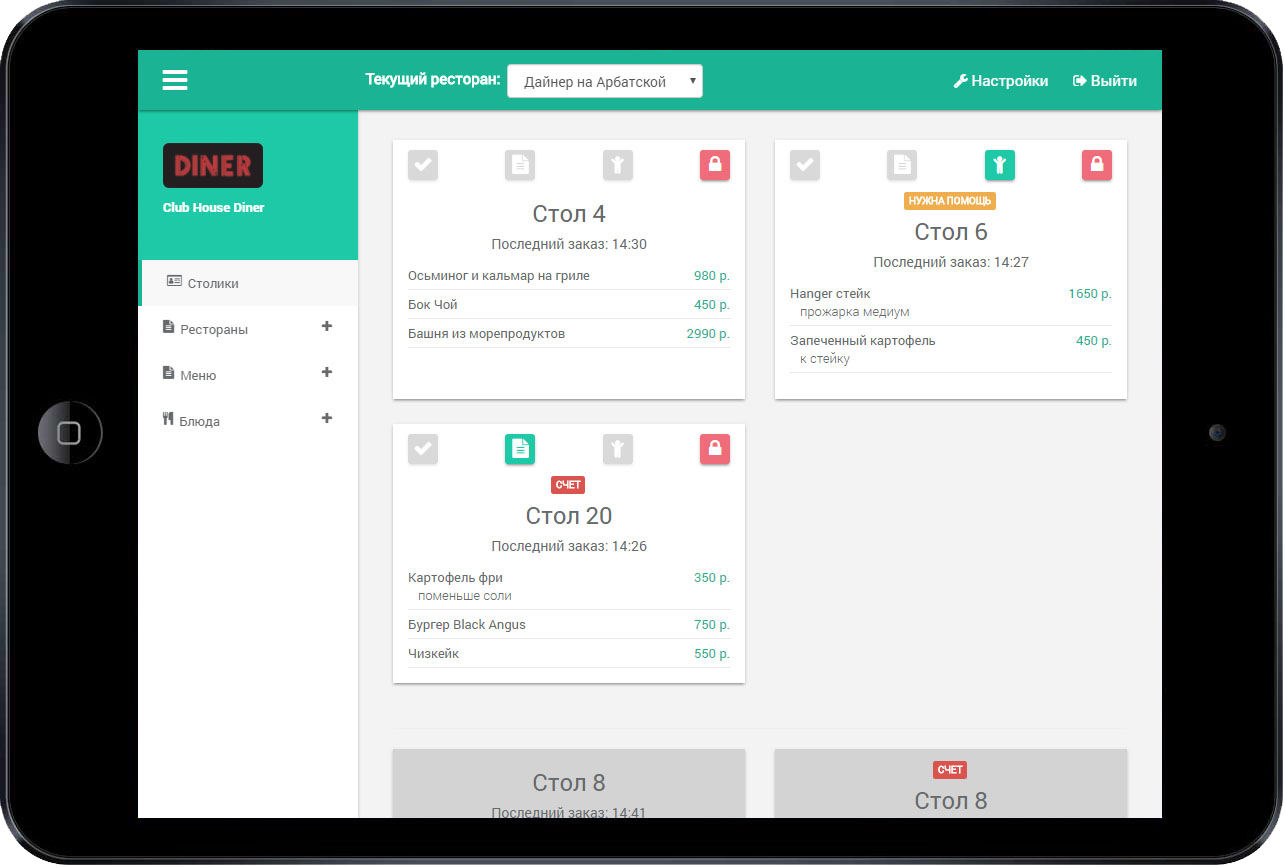 Текущий ресторан: Дайнер на Арбатской Настройки Выйти
DINER
Club House Diner
Столики
Рестораны
Меню
Блюда
Стол 4
Последний заказ: 14:30
Осьминог и кальмар на гриле 980 р.
Бок Чой 450 р.
Башня из морепродуктов 2990 р.
НУЖНА ПОМОЩЬ
Стол 6
Последний заказ: 14:27
Hanger стейк 1650 р.
прожарка медиум
Запеченный картофель 450 р.
к стейку
СЧЕТ
Стол 20
Последний заказ: 14:26
Картофель фри 350 р.
поменьше соли
Бургер Black Angus 750 р.
Чизкейк 550 р.
Стол 8
Последний заказ: 14:41
СЧЕТ
Стол 8